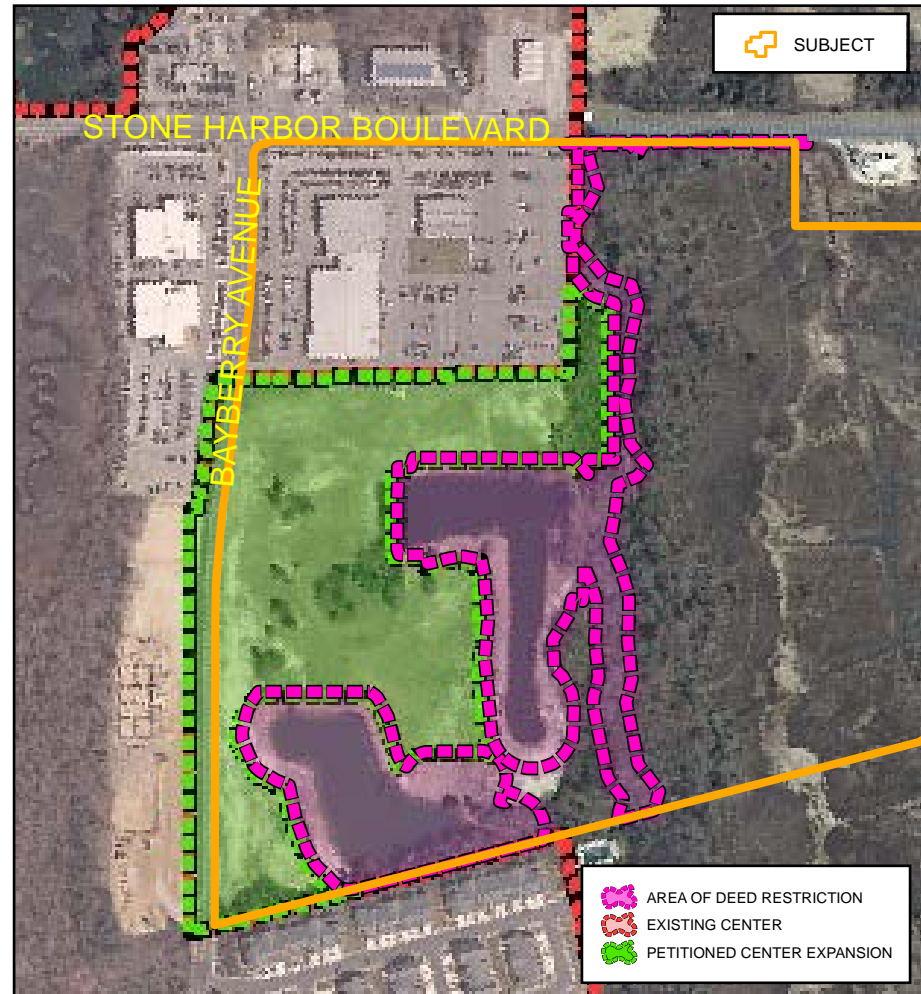 SUBJECT
STONE HARBOR BOULEVARD
BAYBERRY AVENUE
AREA OF DEED RESTRICTION
EXISTING CENTER
PETITIONED CENTER EXPANSION